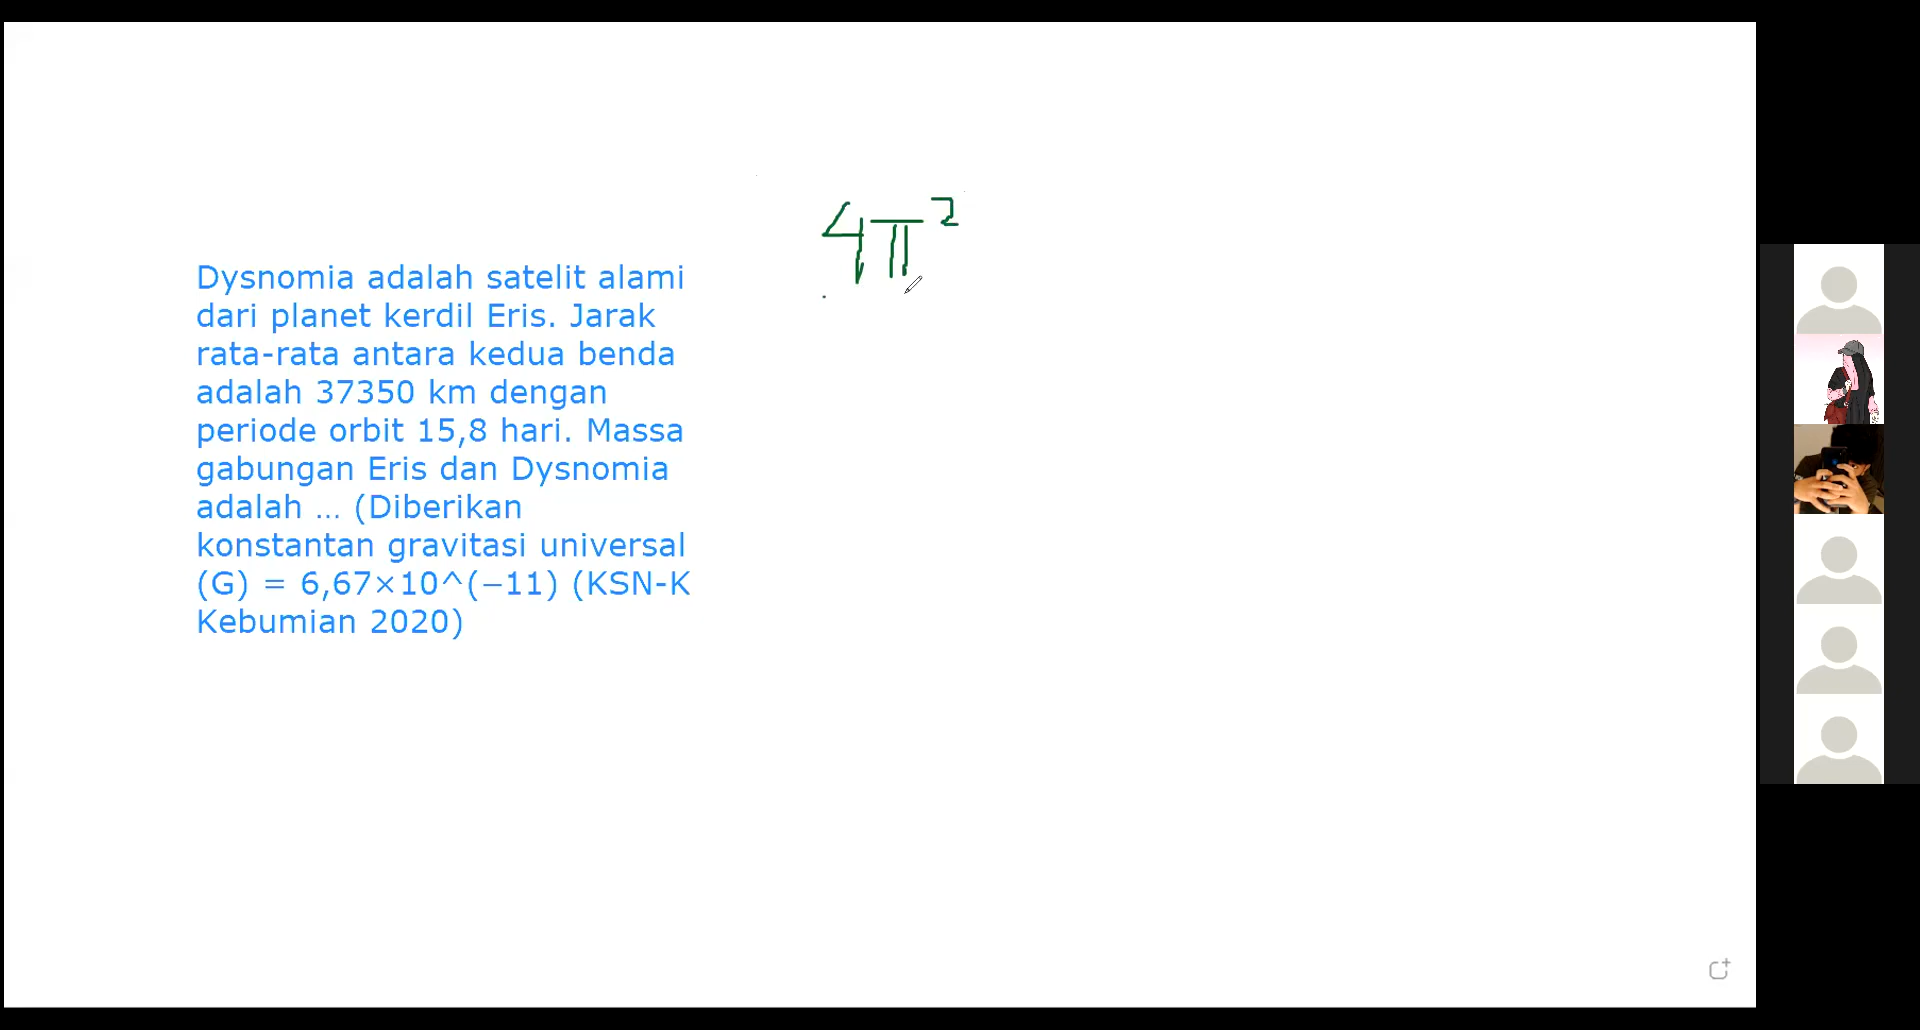 4π²
Dysnomia adalah satelit alami
dari planet kerdil Eris. Jarak
rata-rata antara kedua benda
adalah 37350 km dengan
periode orbit 15,8 hari. Massa
gabungan Eris dan Dysnomia
adalah ... (Diberikan
konstantan gravitasi universal
(G) = 6,67×10^(−11) (KSN-K
Kebumian 2020)